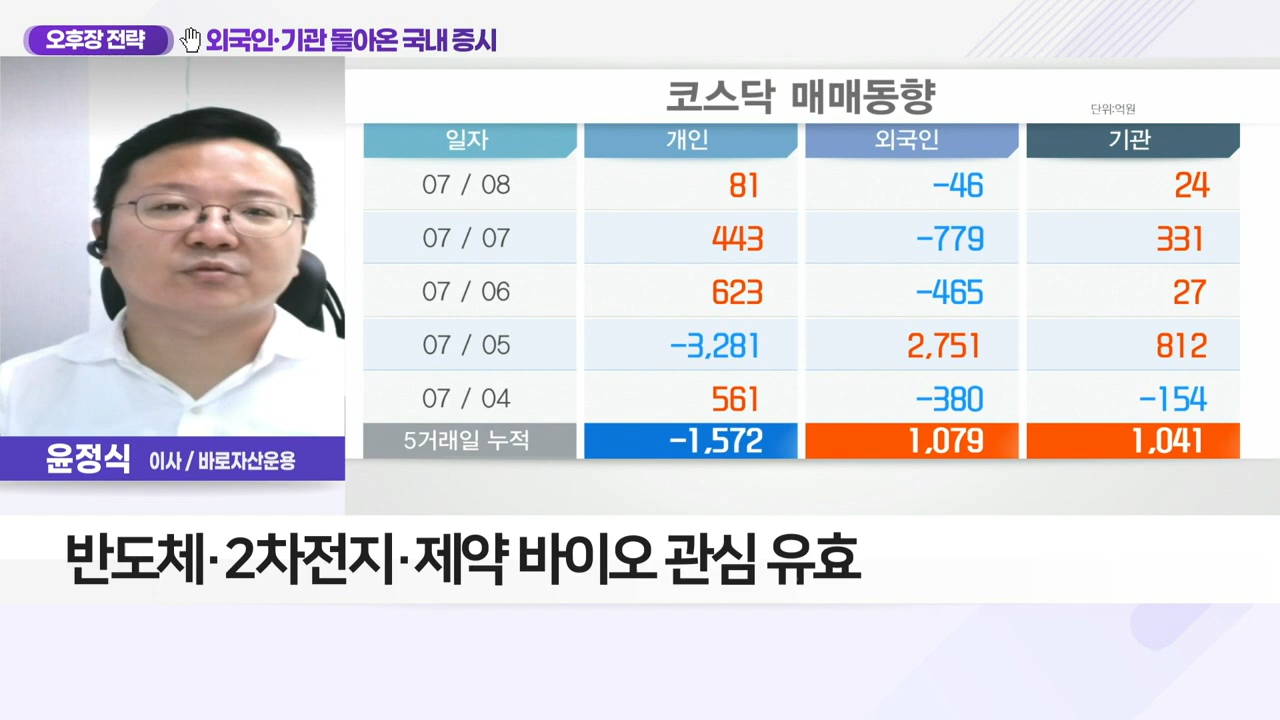 오후장 전략 외국인·기관 돌아온 국내 증시
코스닥 매매동향
단위:억원
일자 개인 외국인 기관
07 / 08 81 -46 24
07 / 07 443 -779 331
07 / 06 623 -465 27
07 / 05 -3,281 2,751 812
07 / 04 561 -380 -154
5거래일 누적 -1,572 1,079 1,041
윤정식 이사 / 바로자산운용
반도체·2차전지·제약 바이오 관심 유효